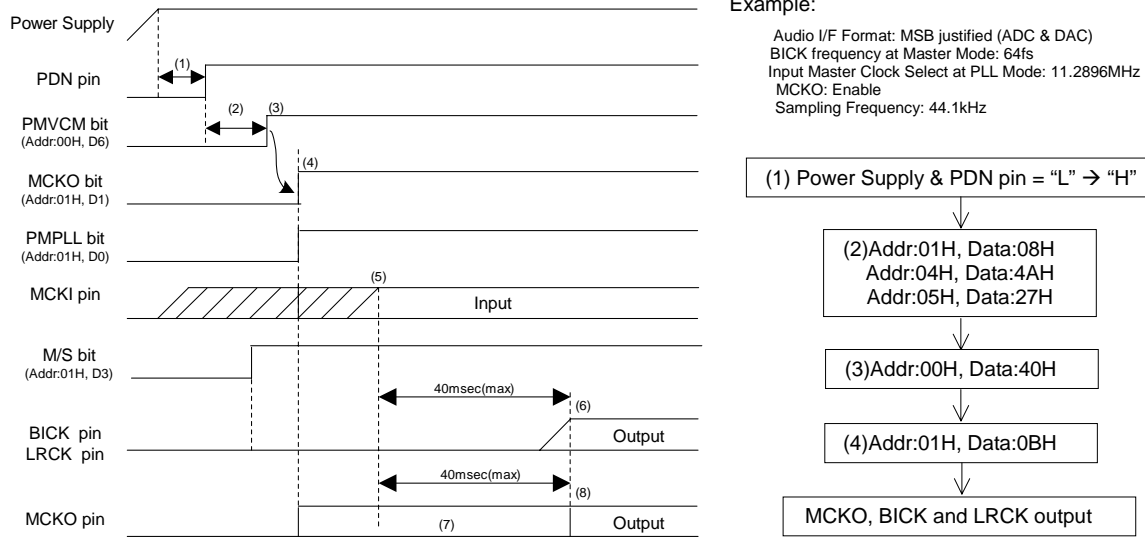 Power Supply
(1)
PDN pin
(2)
(3)
PMVCM bit
(Addr:00H, D6)
(4)
MCKO bit
(Addr:01H, D1)
PMPLL bit
(Addr:01H, D0)
(5)
MCKI pin
Input
M/S bit
(Addr:01H, D3)
40msec(max)
(6)
BICK pin
Output
LRCK pin
40msec(max)
(8)
MCKO pin
(7)
Output
Example:
Audio I/F Format: MSB justified (ADC & DAC)
BICK frequency at Master Mode: 64fs
Input Master Clock Select at PLL Mode: 11.2896MHz
MCKO: Enable
Sampling Frequency: 44.1kHz
(1) Power Supply & PDN pin = “L” → “H”
(2)Addr:01H, Data:08H
Addr:04H, Data:4AH
Addr:05H, Data:27H
(3)Addr:00H, Data:40H
(4)Addr:01H, Data:0BH
MCKO, BICK and LRCK output